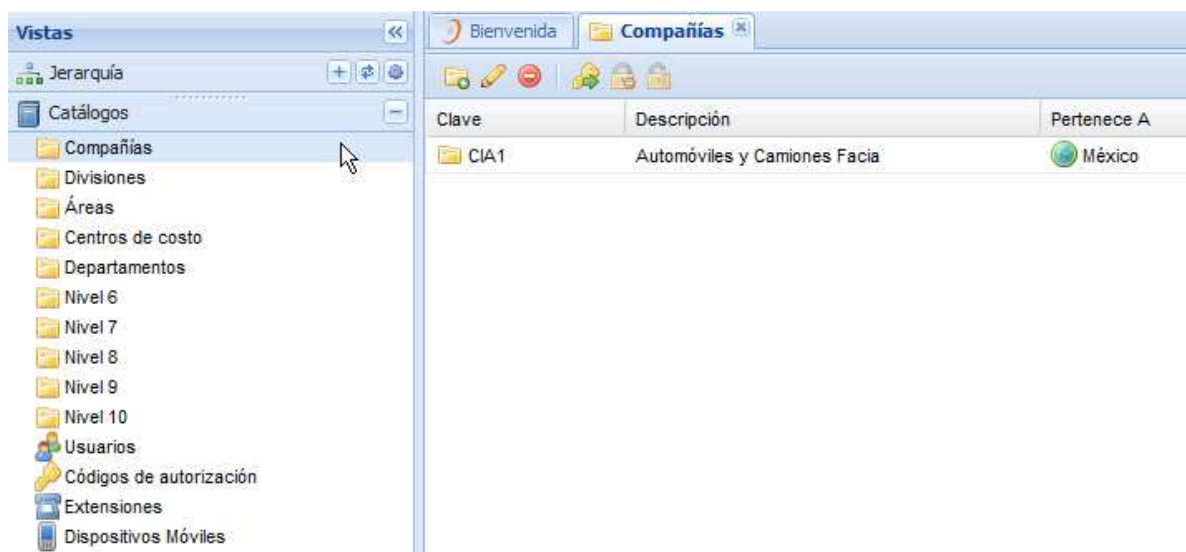 Vistas
Jerarquía
Catálogos
Compañías
Divisiones
Áreas
Centros de costo
Departamentos
Nivel 6
Nivel 7
Nivel 8
Nivel 9
Nivel 10
Usuarios
Códigos de autorización
Extensiones
Dispositivos Móviles
Bienvenida Compañías
Clave Descripción Pertenece A
CIA1 Automóviles y Camiones Facia México